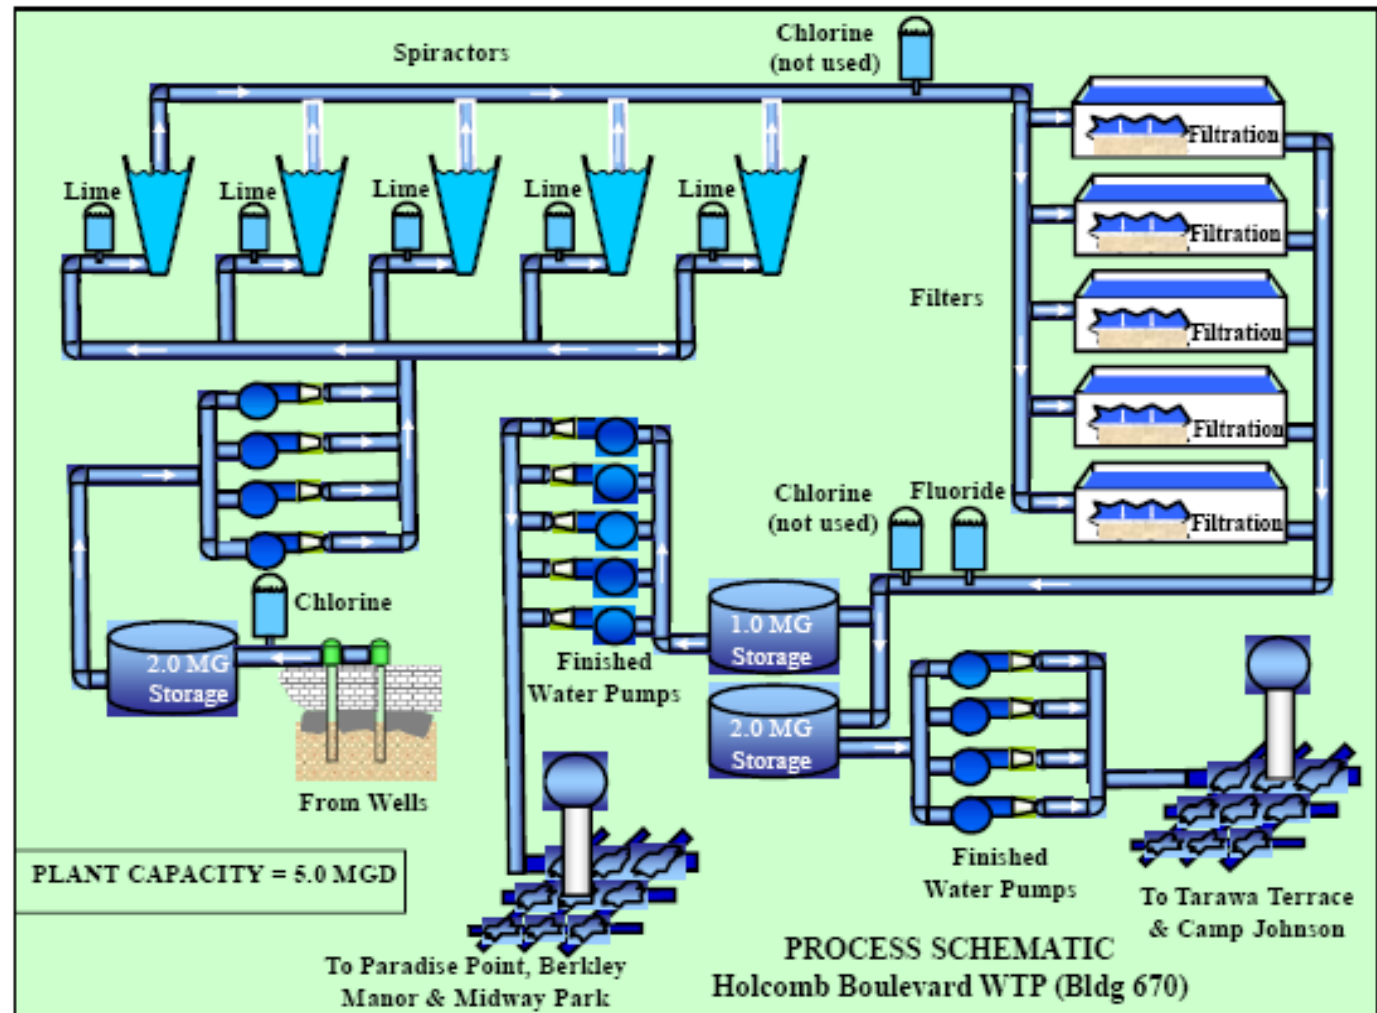 Spiractors
Chlorine
(not used)
Lime
Lime
Lime
Lime
Lime
Filtration
Filtration
Filtration
Filtration
Filtration
Filters
Chlorine
(not used)
Fluoride
Chlorine
2.0 MG
Storage
From Wells
Finished
Water Pumps
1.0 MG
Storage
2.0 MG
Storage
Finished
Water Pumps
To Tarawa Terrace
& Camp Johnson
PLANT CAPACITY = 5.0 MGD
To Paradise Point, Berkley
Manor & Midway Park
PROCESS SCHEMATIC
Holcomb Boulevard WTP (Bldg 670)